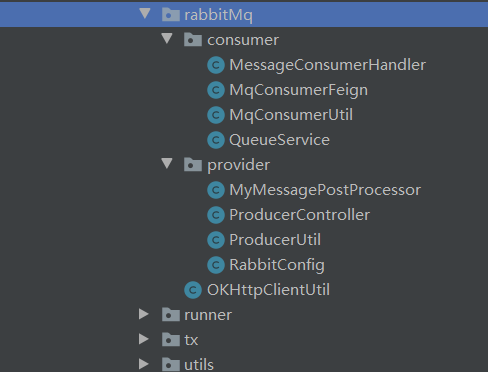 rabbitMq
consumer
MessageConsumerHandler
MqConsumerFeign
MqConsumerUtil
QueueService
provider
MyMessagePostProcessor
ProducerController
ProducerUtil
RabbitConfig
OKHttpClientUtil
runner
tx
utils